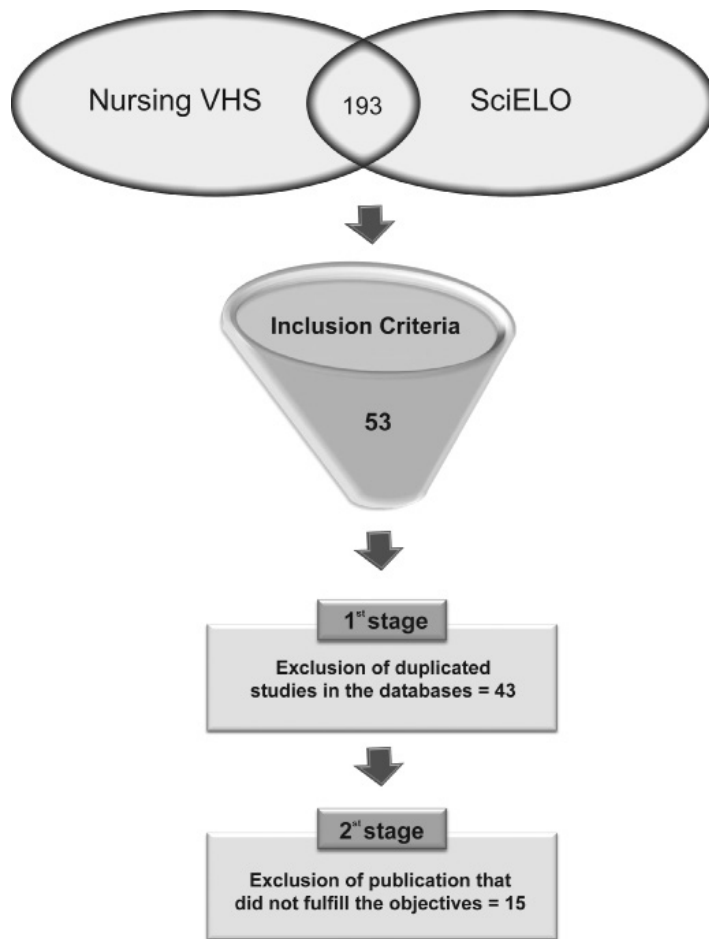 Nursing VHS 193 SciELO
Inclusion Criteria
53
1st stage
Exclusion of duplicated
studies in the databases = 43
2st stage
Exclusion of publication that
did not fulfill the objectives = 15